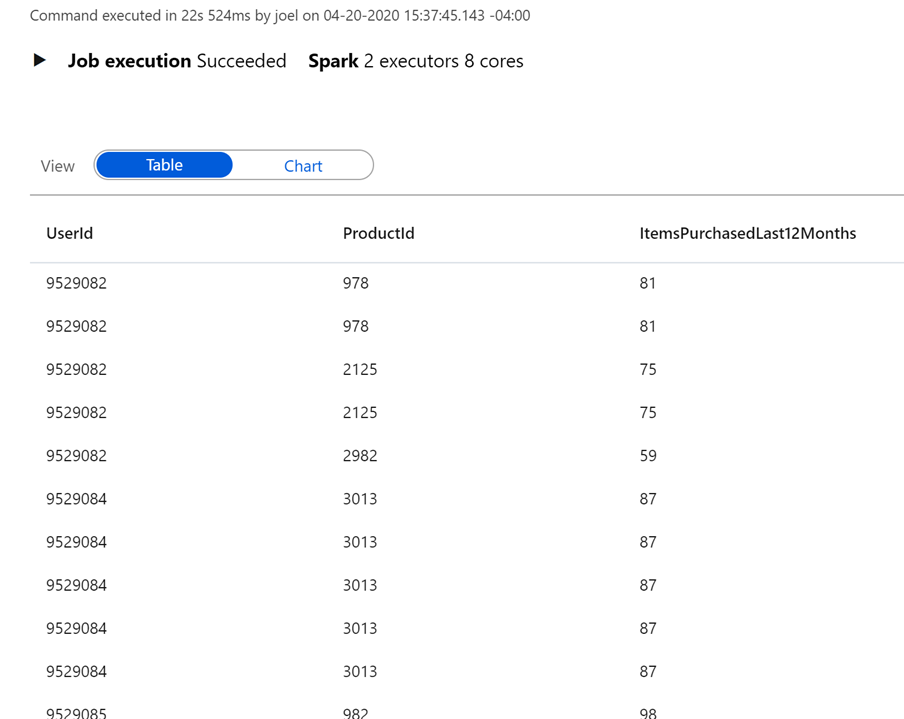 Command executed in 22s 524ms by joel on 04-20-2020 15:37:45.143 -04:00
Job execution Succeeded Spark 2 executors 8 cores
View Table Chart
UserId ProductId ItemsPurchasedLast12Months
9529082 978 81
9529082 978 81
9529082 2125 75
9529082 2125 75
9529082 2982 59
9529084 3013 87
9529084 3013 87
9529084 3013 87
9529084 3013 87
9529084 3013 87
9529085 982 98